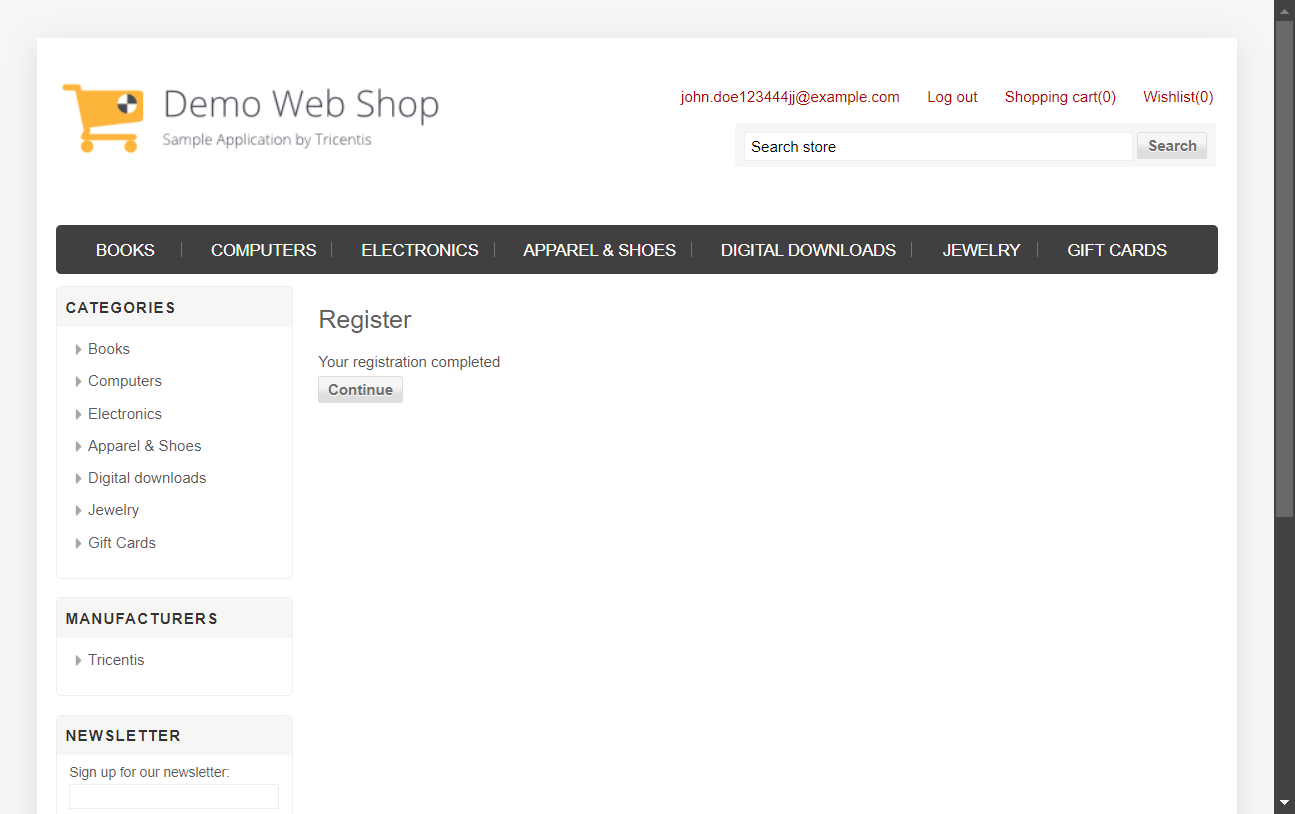 Demo Web Shop
Sample Application by Tricentis
john.doe123444jj@example.com Log out Shopping cart(0) Wishlist(0)
Search store Search
BOOKS COMPUTERS ELECTRONICS APPAREL & SHOES DIGITAL DOWNLOADS JEWELRY GIFT CARDS
CATEGORIES
Books
Computers
Electronics
Apparel & Shoes
Digital downloads
Jewelry
Gift Cards
MANUFACTURERS
Tricentis
NEWSLETTER
Sign up for our newsletter:
Register
Your registration completed
Continue